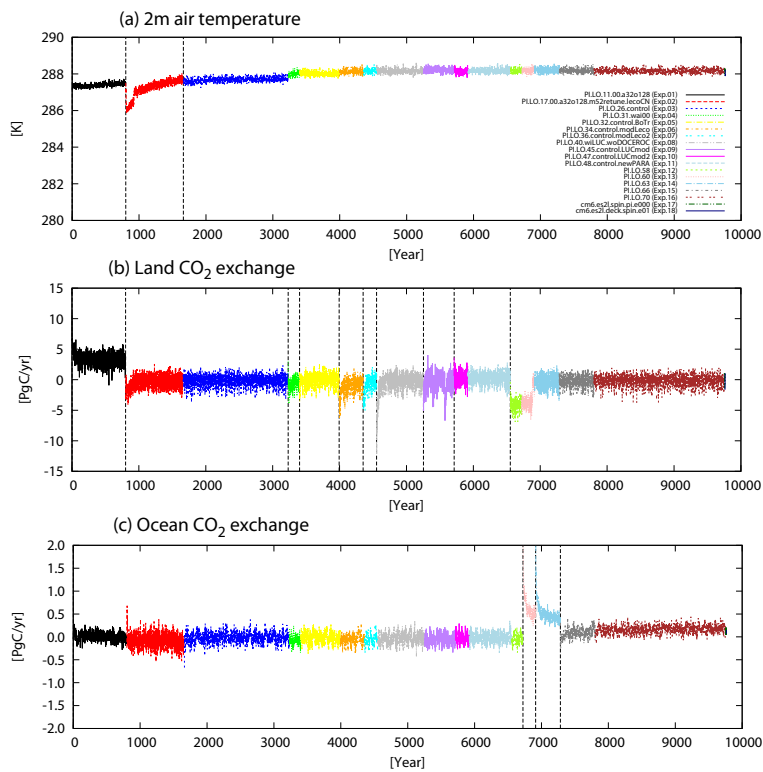 (a) 2m air temperature
290
288
286
284
282
280
[K]
PI.LO.11.00.a32o128 (Exp.01)
PI.LO.17.00.a32o128.m52retune.lecoCN (Exp.02)
PI.LO.26.control (Exp.03)
PI.LO.31.wai00 (Exp.04)
PI.LO.32.control.BoTr (Exp.05)
PI.LO.34.control.modLeco (Exp.06)
PI.LO.36.control.modLeco2 (Exp.07)
PI.LO.40.wiLUC.woDOCEROC (Exp.08)
PI.LO.45.control.LUCmod (Exp.09)
PI.LO.47.control.LUCmod2 (Exp.10)
PI.LO.48.control.newPARA (Exp.11)
PI.LO.58 (Exp.12)
PI.LO.60 (Exp.13)
PI.LO.63 (Exp.14)
PI.LO.66 (Exp.15)
PI.LO.70 (Exp.16)
cm6.es2l.spin.pi.e000 (Exp.17)
cm6.es2l.deck.spin.e01 (Exp.18)
0 1000 2000 3000 4000 5000 6000 7000 8000 9000 10000
[Year]
(b) Land CO2 exchange
15
10
5
0
-5
-10
-15
[PgC/yr]
0 1000 2000 3000 4000 5000 6000 7000 8000 9000 10000
[Year]
(c) Ocean CO2 exchange
2.0
1.5
1.0
0.5
0.0
-0.5
-1.0
-1.5
-2.0
[PgC/yr]
0 1000 2000 3000 4000 5000 6000 7000 8000 9000 10000
[Year]